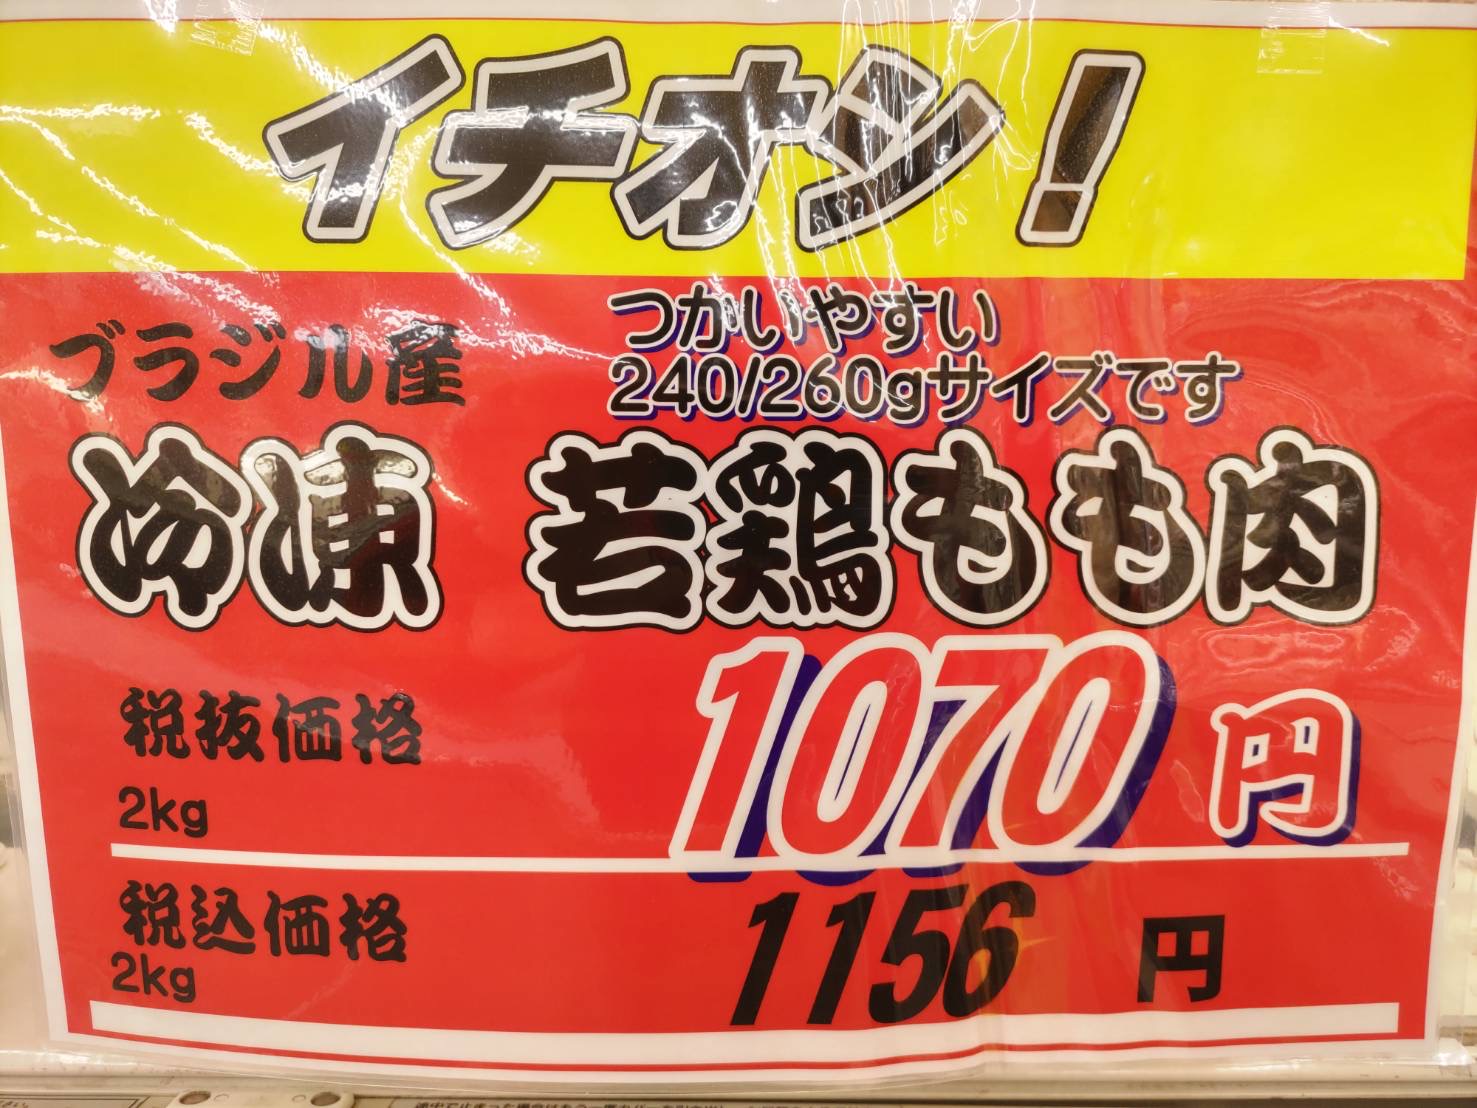 イチオシ!
ブラジル産
つかいやすい
240/260gサイズです
冷凍 若鶏もも肉
税抜価格
2kg
1070円
税込価格
2kg
1156円